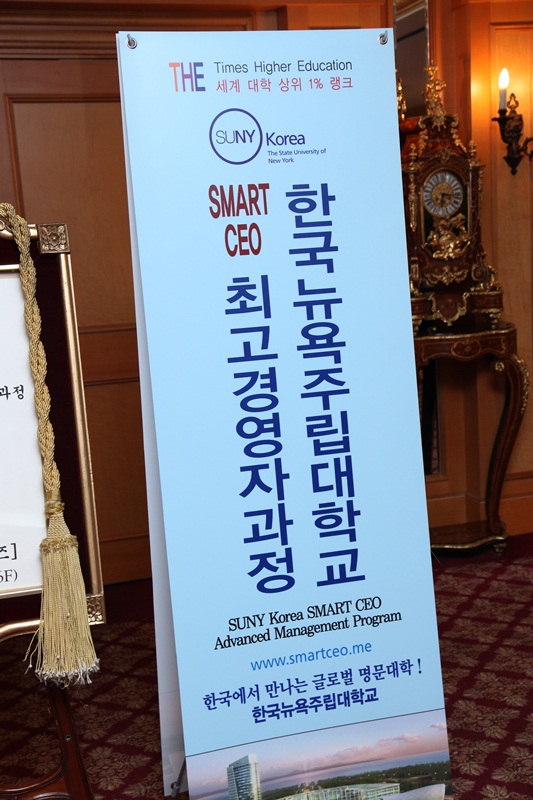 THE Times Higher Education
세계 대학 상위 1% 랭크
SUNY Korea
The State University of
New York
한국뉴욕주립대학교
SMART
CEO
최고경영자과정
SUNY Korea SMART CEO
Advanced Management Program
www.smartceo.me
한국에서 만나는 글로벌 명문대학 !
한국뉴욕주립대학교
과정
즈]
F)